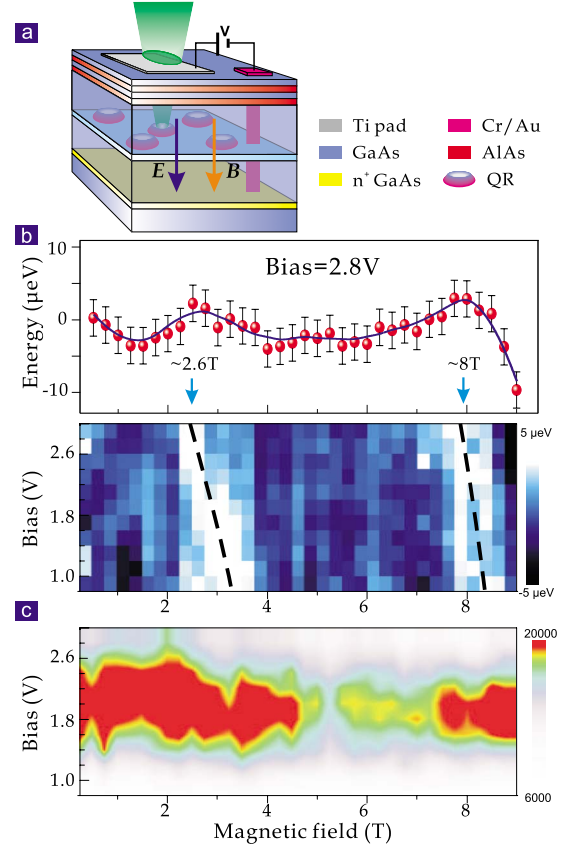 a
V
E
B
Ti pad
Cr/Au
GaAs
AlAs
n⁺ GaAs
QR
b
10
0
-10
Energy (μeV)
Bias=2.8V
~2.6T
~8T
2.6
1.8
1.0
Bias (V)
5 μeV
-5 μeV
2 4 6 8
c
2.6
1.8
1.0
Bias (V)
20000
6000
2 4 6 8
Magnetic field (T)